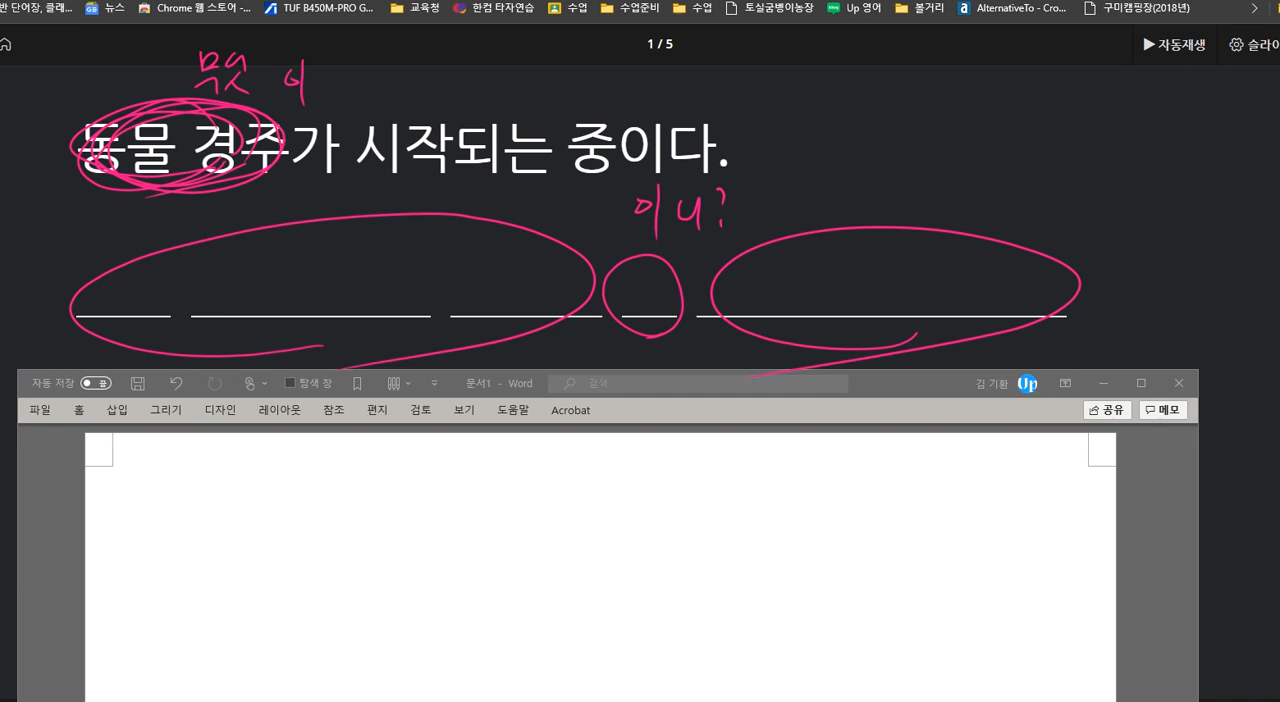 반 단어장, 클래... 뉴스 Chrome 웹 스토어 -... TUF B450M-PRO G... 교육청 한컴 타자연습 수업 수업준비 수업 토실굼벵이농장 Up 영어 볼거리 AlternativeTo - Cro... 구미캠핑장(2018년)
1 / 5 자동재생 슬라이
무엇 이
동물 경주가 시작되는 중이다.
이니?
자동 저장 끔 탐색 창 문서1 - Word 검색 김 기환 Up
파일 홈 삽입 그리기 디자인 레이아웃 참조 편지 검토 보기 도움말 Acrobat 공유 메모